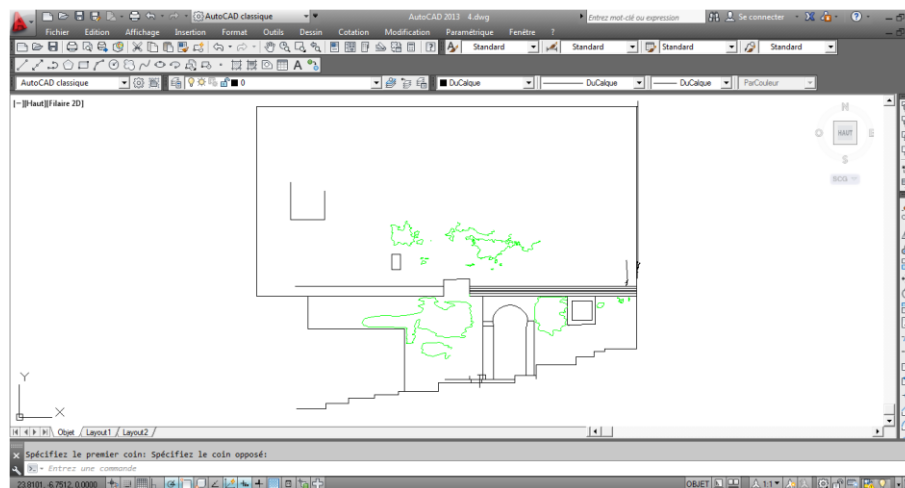 AutoCAD classique
AutoCAD 2013 4.dwg
Entrez mot-clé ou expression
Se connecter
Fichier Edition Affichage Insertion Format Outils Dessin Cotation Modification Paramétrique Fenêtre ?
Standard Standard Standard Standard
AutoCAD classique 0 DuCalque DuCalque DuCalque ParCouleur
[−][Haut][Filaire 2D]
N
O HAUT E
S
SCG
Y
X
Objet Layout1 Layout2
Spécifiez le premier coin: Spécifiez le coin opposé:
Entrez une commande
23.8101, -6.7512, 0.0000 OBJET 1:1